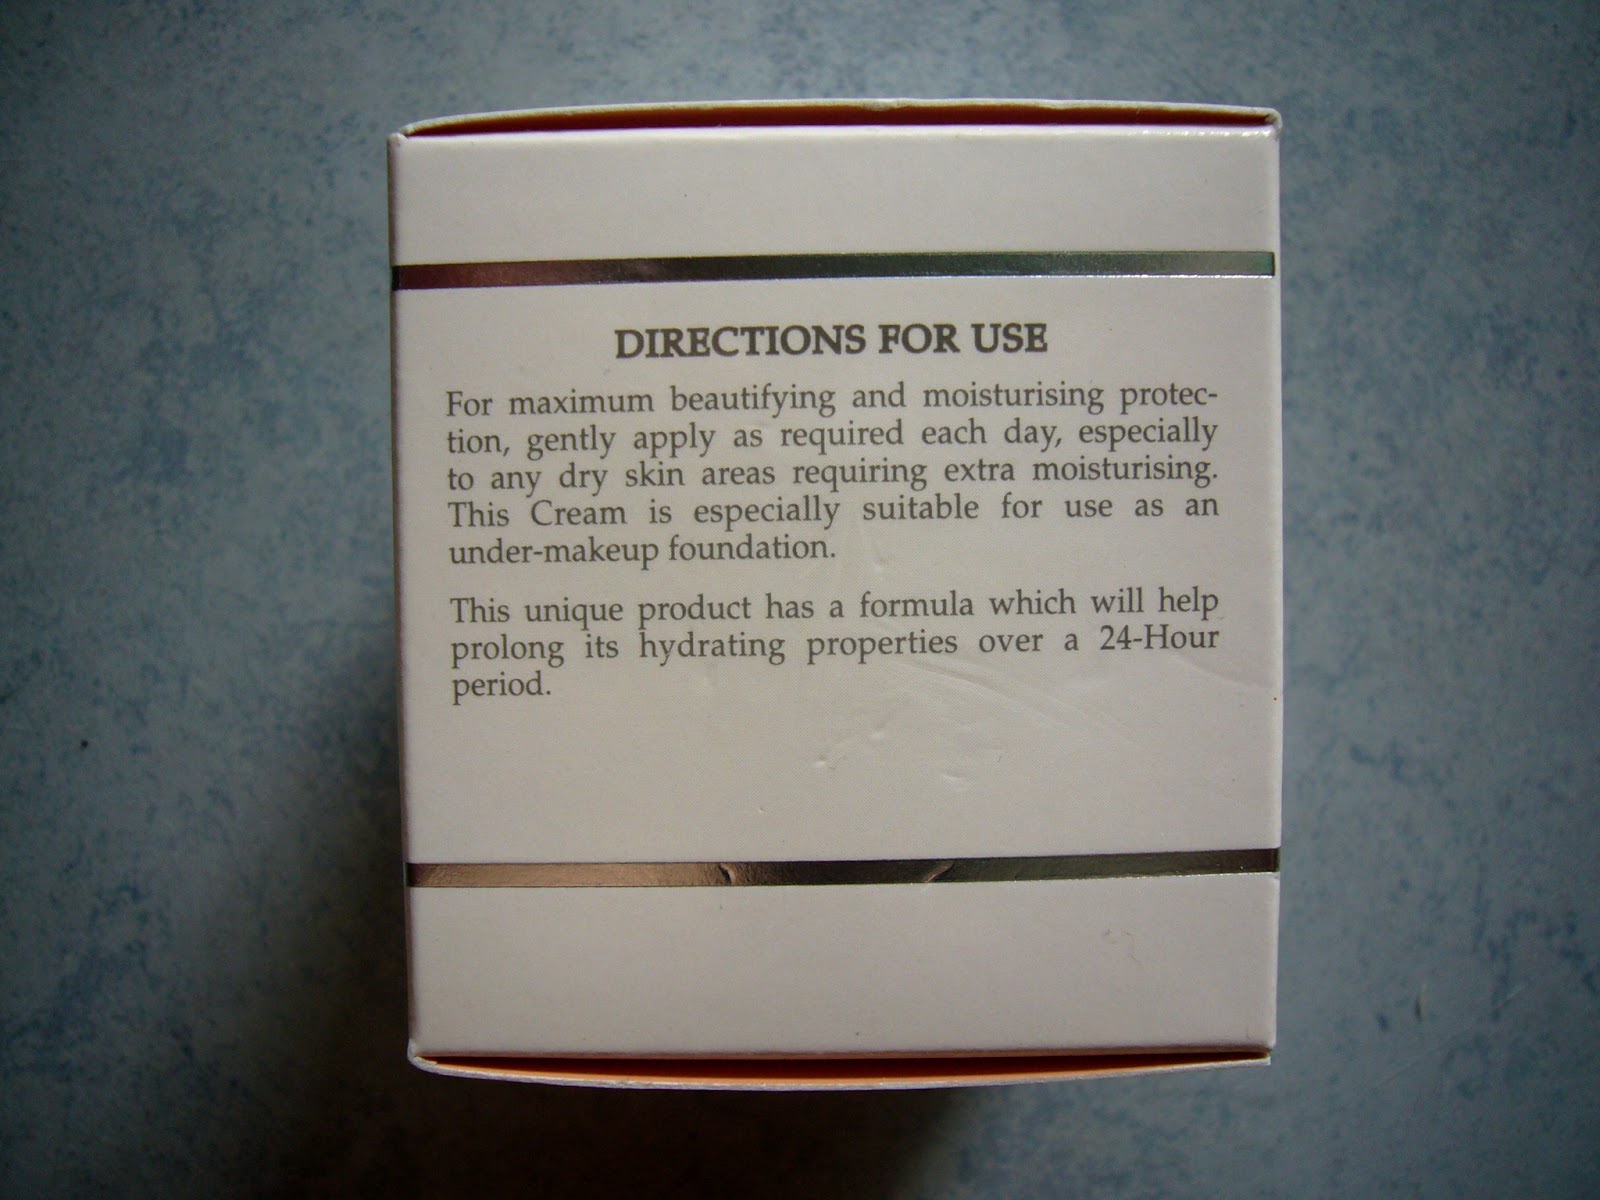 DIRECTIONS FOR USE
For maximum beautifying and moisturising protec-
tion, gently apply as required each day, especially
to any dry skin areas requiring extra moisturising.
This Cream is especially suitable for use as an
under-makeup foundation.
This unique product has a formula which will help
prolong its hydrating properties over a 24-Hour
period.